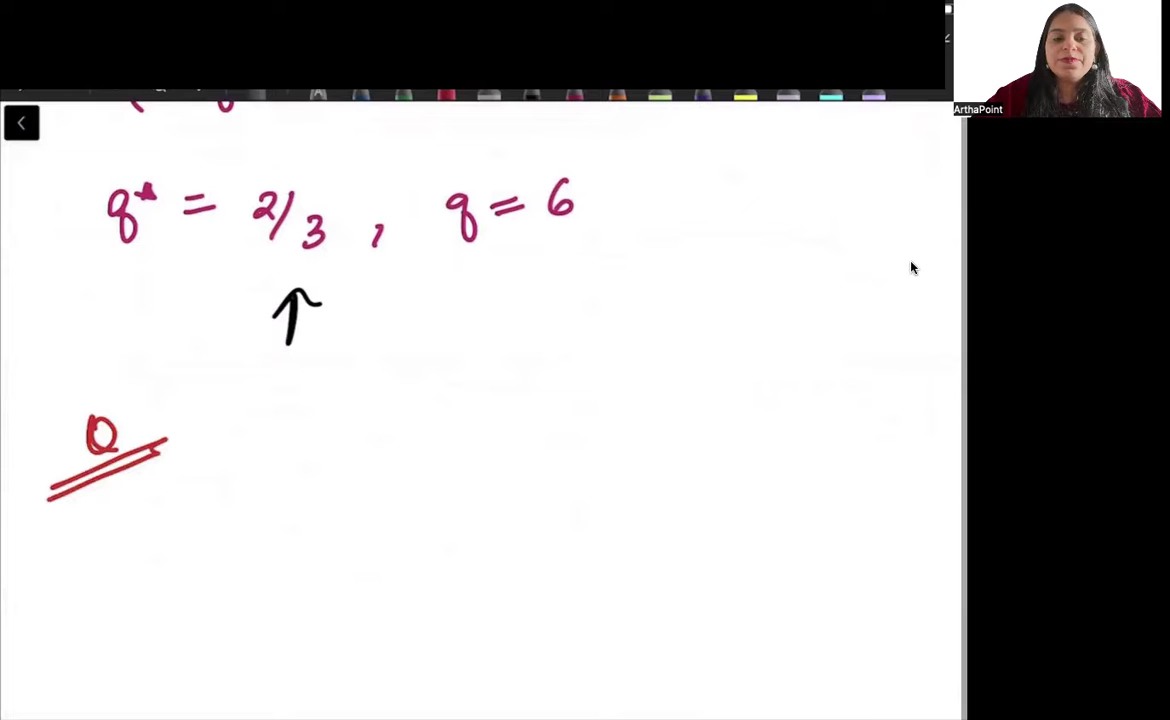 ArthaPoint
q* = 2/3 , q = 6
↑
Q